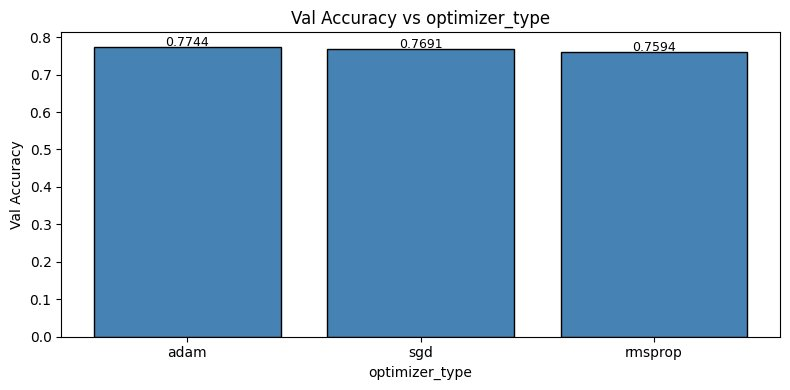 Val Accuracy vs optimizer_type
Val Accuracy
0.8
0.7
0.6
0.5
0.4
0.3
0.2
0.1
0.0
0.7744
0.7691
0.7594
adam
sgd
rmsprop
optimizer_type